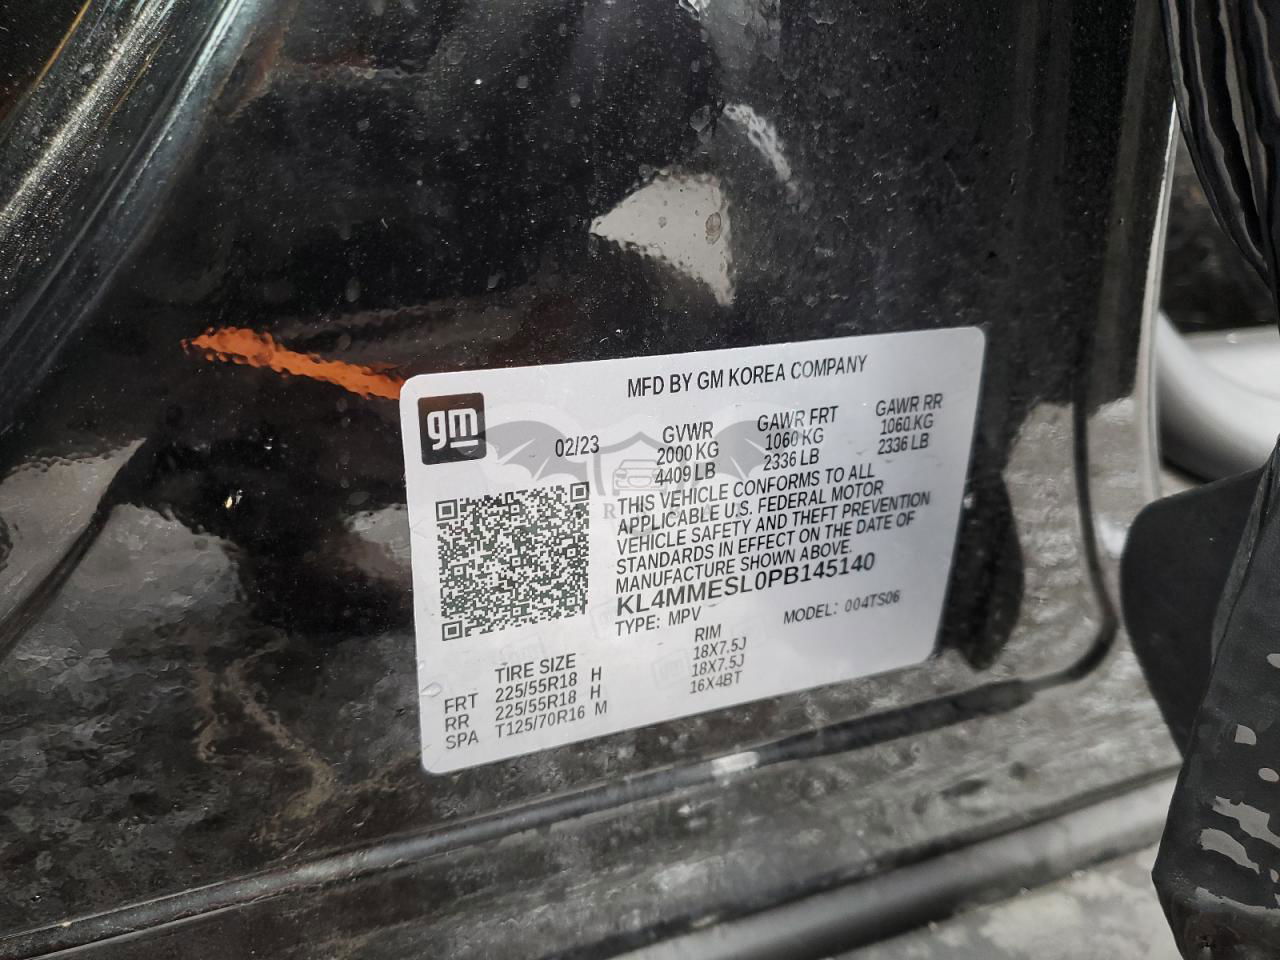 MFD BY GM KOREA COMPANY
gm
02/23 GVWR GAWR FRT GAWR RR
2000 KG 1060 KG 1060 KG
4409 LB 2336 LB 2336 LB
THIS VEHICLE CONFORMS TO ALL
APPLICABLE U.S. FEDERAL MOTOR
VEHICLE SAFETY AND THEFT PREVENTION
STANDARDS IN EFFECT ON THE DATE OF
MANUFACTURE SHOWN ABOVE.
KL4MMESL0PB145140
TYPE: MPV MODEL: 004TS06
TIRE SIZE RIM
FRT 225/55R18 H 18X7.5J
RR 225/55R18 H 18X7.5J
SPA T125/70R16 M 16X4BT